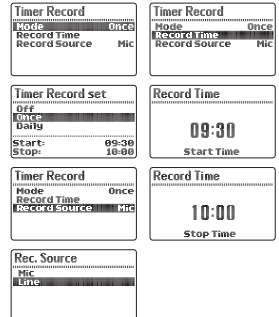 Timer Record
Mode Once
Record Time
Record Source Mic
Timer Record
Mode Once
Record Time
Record Source Mic
Timer Record set
Off
Once
Daily
Start: 09:30
Stop: 10:00
Record Time
09:30
Start Time
Timer Record
Mode Once
Record Time
Record Source Mic
Record Time
10:00
Stop Time
Rec. Source
Mic
Line